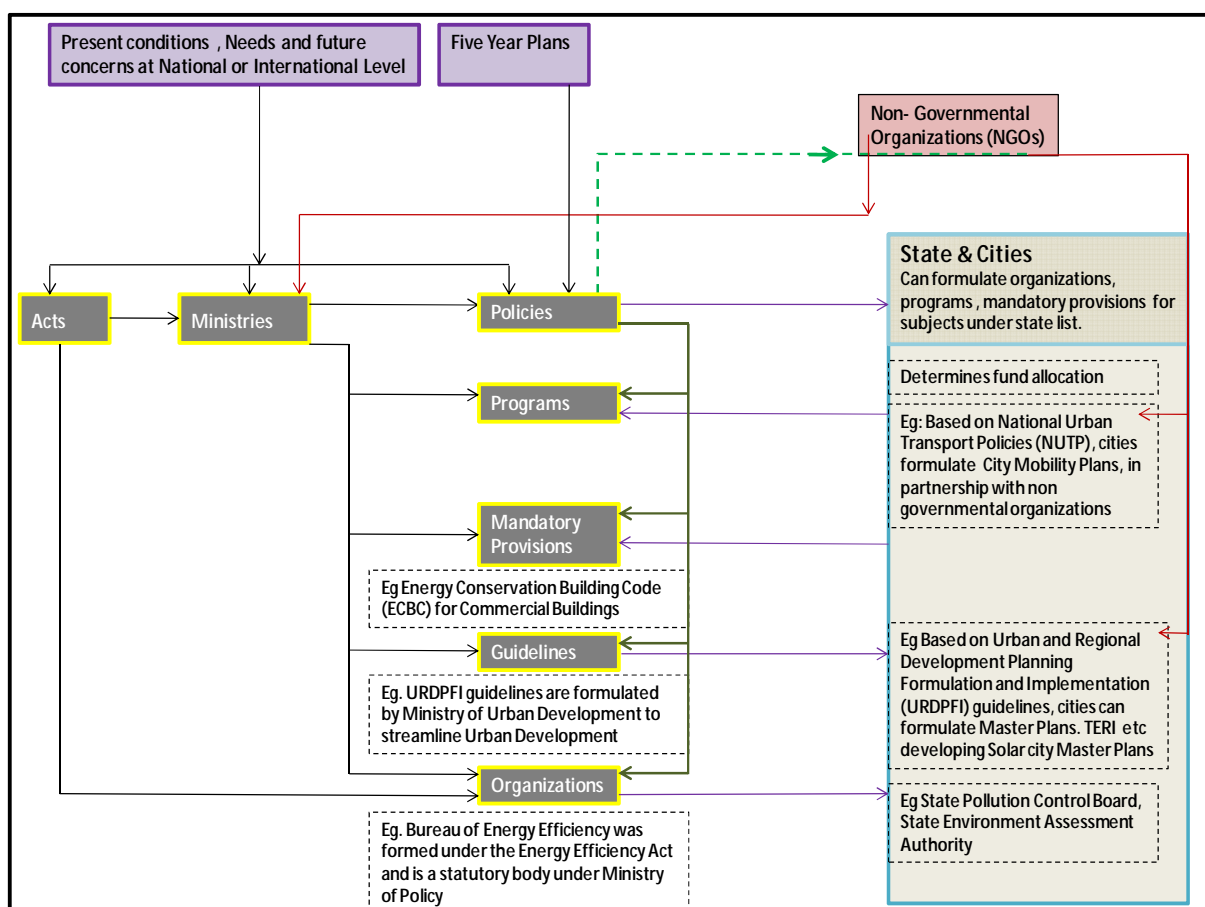 Present conditions , Needs and future
concerns at National or International Level
Five Year Plans
Non- Governmental
Organizations (NGOs)
State & Cities
Can formulate organizations,
programs , mandatory provisions for
subjects under state list.
Acts
Ministries
Policies
Determines fund allocation
Programs
Eg: Based on National Urban
Transport Policies (NUTP), cities
formulate City Mobility Plans, in
partnership with non
governmental organizations
Mandatory
Provisions
Eg Energy Conservation Building Code
(ECBC) for Commercial Buildings
Guidelines
Eg Based on Urban and Regional
Development Planning
Formulation and Implementation
(URDPFI) guidelines, cities can
formulate Master Plans. TERI etc
developing Solar city Master Plans
Eg. URDPFI guidelines are formulated
by Ministry of Urban Development to
streamline Urban Development
Organizations
Eg State Pollution Control Board,
State Environment Assessment
Authority
Eg. Bureau of Energy Efficiency was
formed under the Energy Efficiency Act
and is a statutory body under Ministry
of Policy